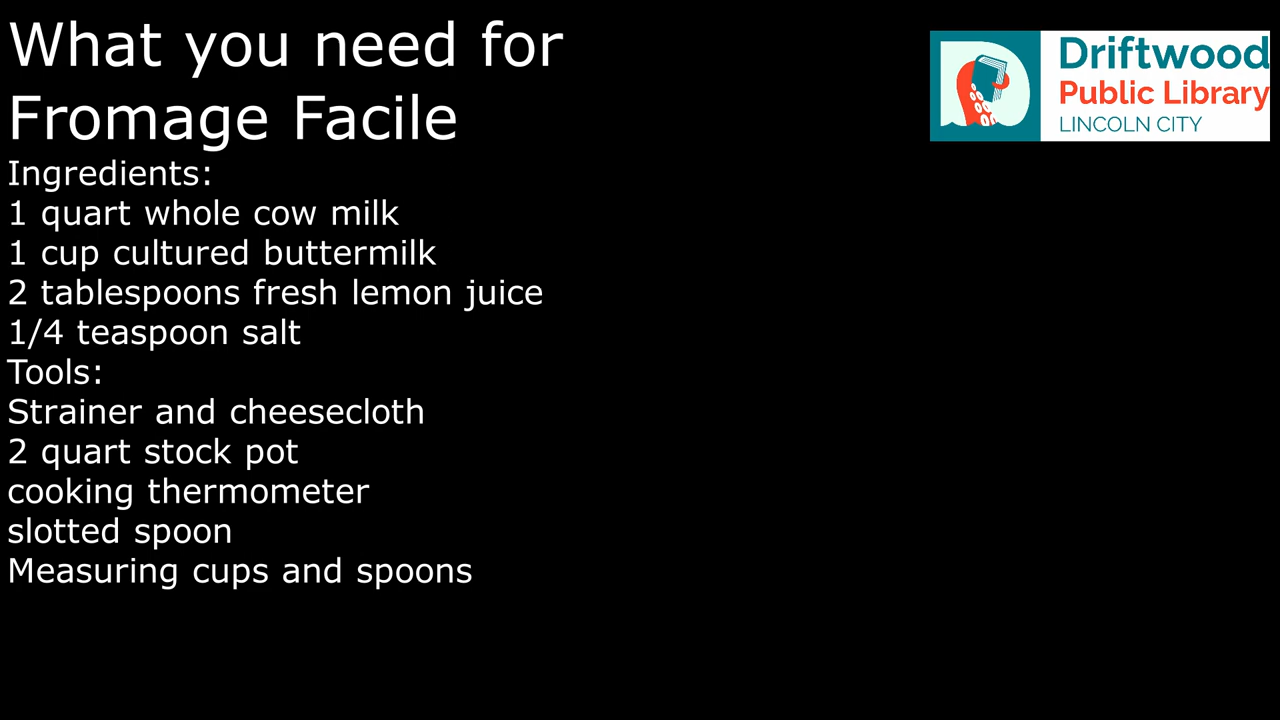 What you need for
Fromage Facile
Ingredients:
1 quart whole cow milk
1 cup cultured buttermilk
2 tablespoons fresh lemon juice
1/4 teaspoon salt
Tools:
Strainer and cheesecloth
2 quart stock pot
cooking thermometer
slotted spoon
Measuring cups and spoons
Driftwood
Public Library
LINCOLN CITY